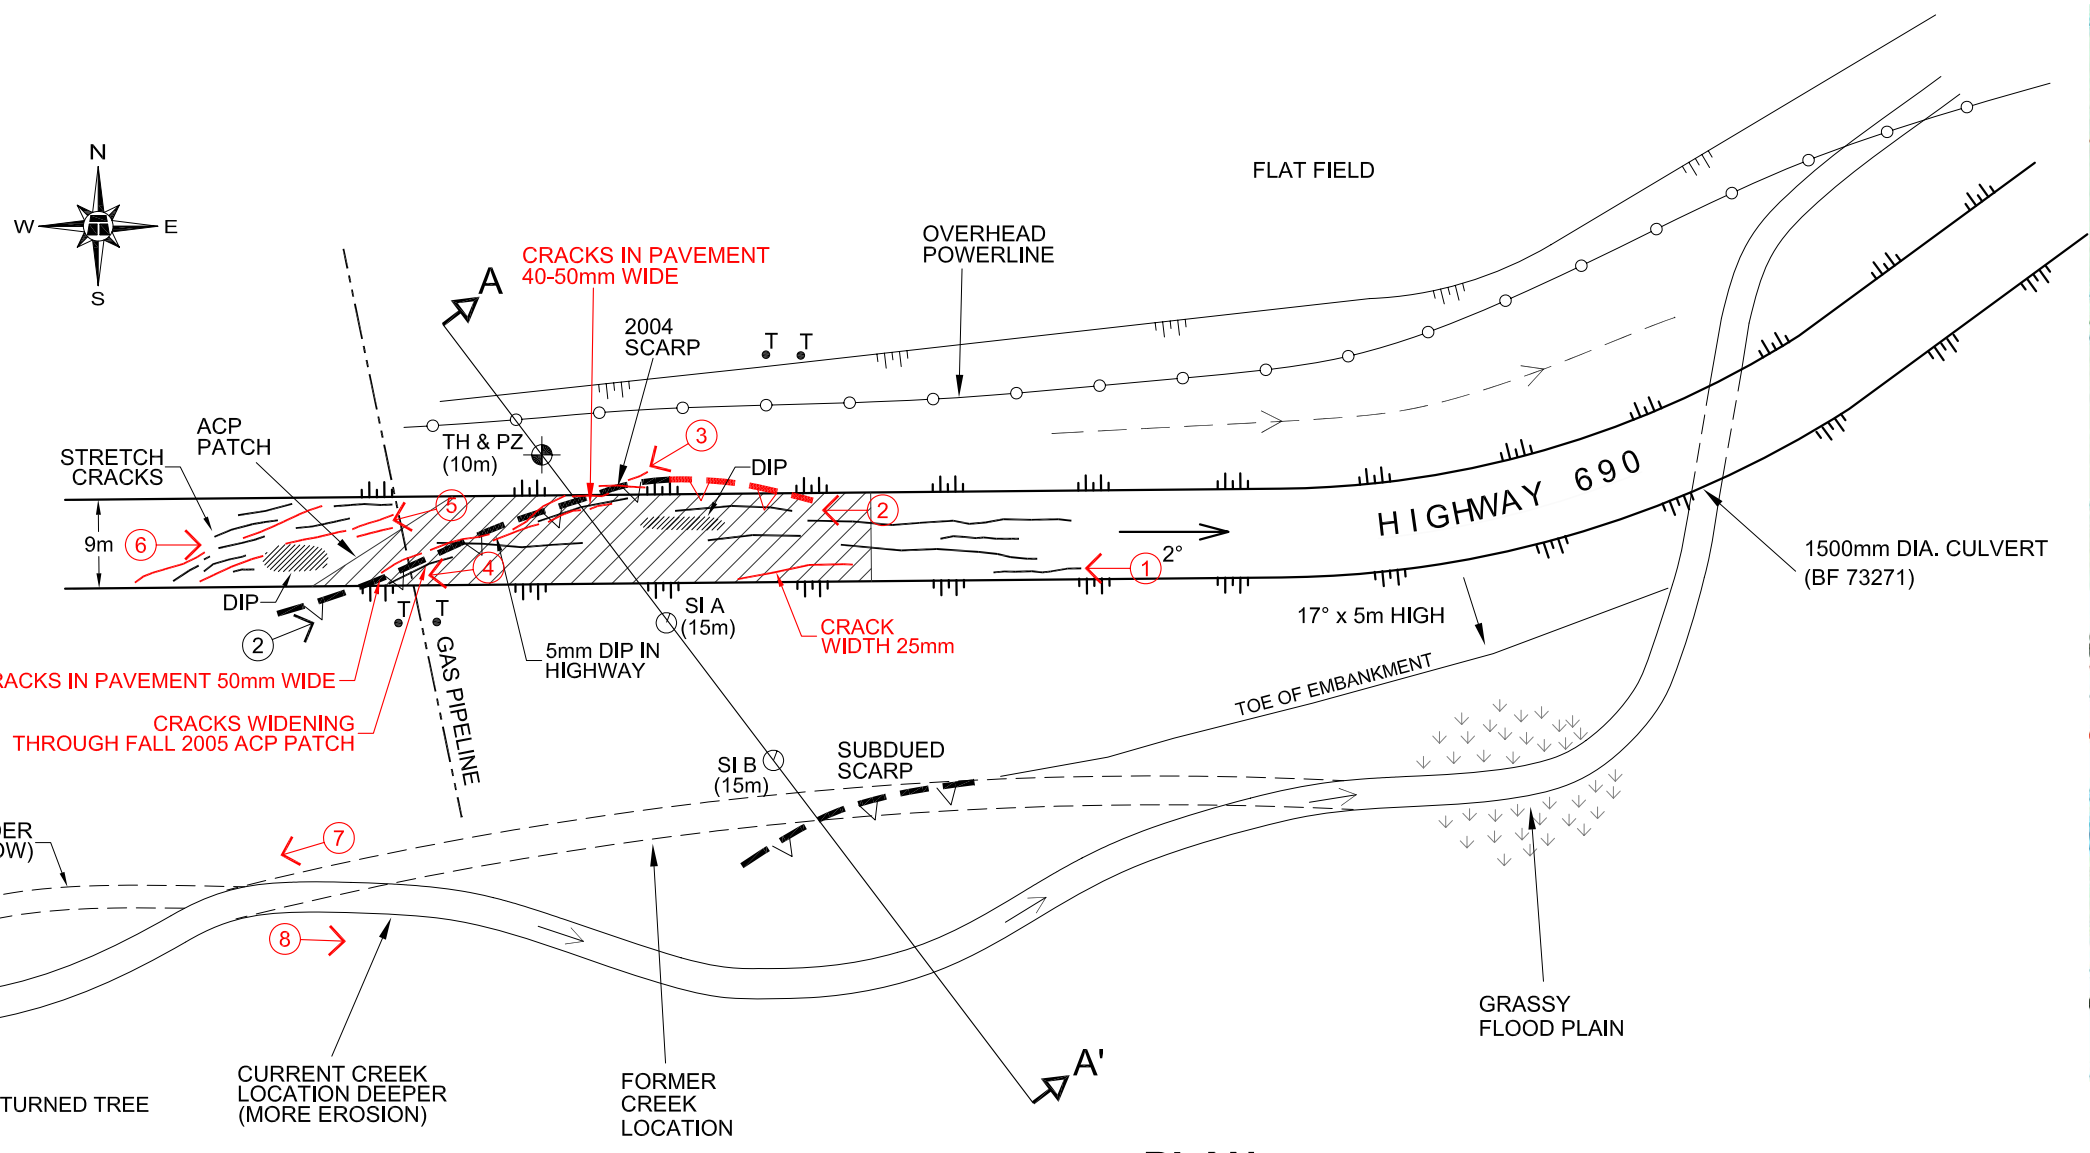 N
W
E
S
FLAT FIELD
OVERHEAD
POWERLINE
CRACKS IN PAVEMENT
40-50mm WIDE
A
2004
SCARP
T T
ACP
PATCH
STRETCH
CRACKS
TH & PZ
(10m)
3
DIP
5
2
HIGHWAY 690
9m
6
4
1
2°
1500mm DIA. CULVERT
(BF 73271)
DIP
T T
SI A
(15m)
17° x 5m HIGH
CRACK
WIDTH 25mm
2
5mm DIP IN
HIGHWAY
GAS PIPELINE
RACKS IN PAVEMENT 50mm WIDE
CRACKS WIDENING
THROUGH FALL 2005 ACP PATCH
TOE OF EMBANKMENT
SUBDUED
SCARP
SI B
(15m)
7
8
GRASSY
FLOOD PLAIN
CURRENT CREEK
LOCATION DEEPER
(MORE EROSION)
FORMER
CREEK
LOCATION
A'
TURNED TREE